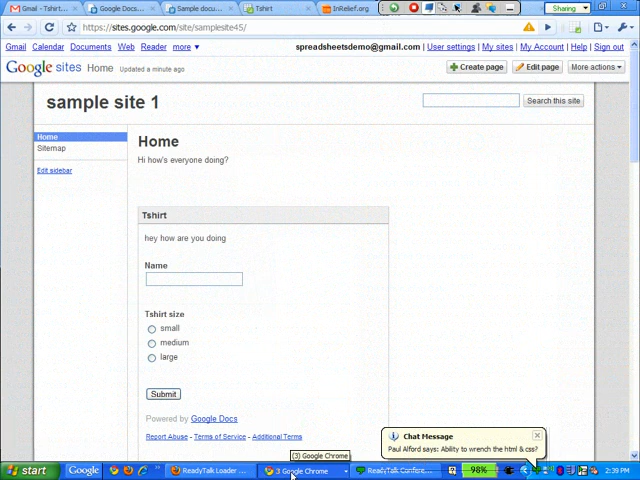 Gmail - Tshirt...
Google Docs...
Sample docu...
Tshirt
InRelief.org
Sharing
https://sites.google.com/site/samplesite45/
Gmail Calendar Documents Web Reader more ▼
spreadsheetsdemo@gmail.com | User settings | My sites | My Account | Help | Sign out
Google sites Home Updated a minute ago
Create page
Edit page
More actions
sample site 1
Search this site
Home
Sitemap
Edit sidebar
Home
Hi how's everyone doing?
Tshirt
hey how are you doing
Name
Tshirt size
small
medium
large
Submit
Powered by Google Docs
Report Abuse - Terms of Service - Additional Terms
Chat Message
Paul Alford says: Ability to wrench the html & css?
(3) Google Chrome
start
Google
ReadyTalk Loader ...
3 Google Chrome
ReadyTalk Confere...
98%
2:39 PM